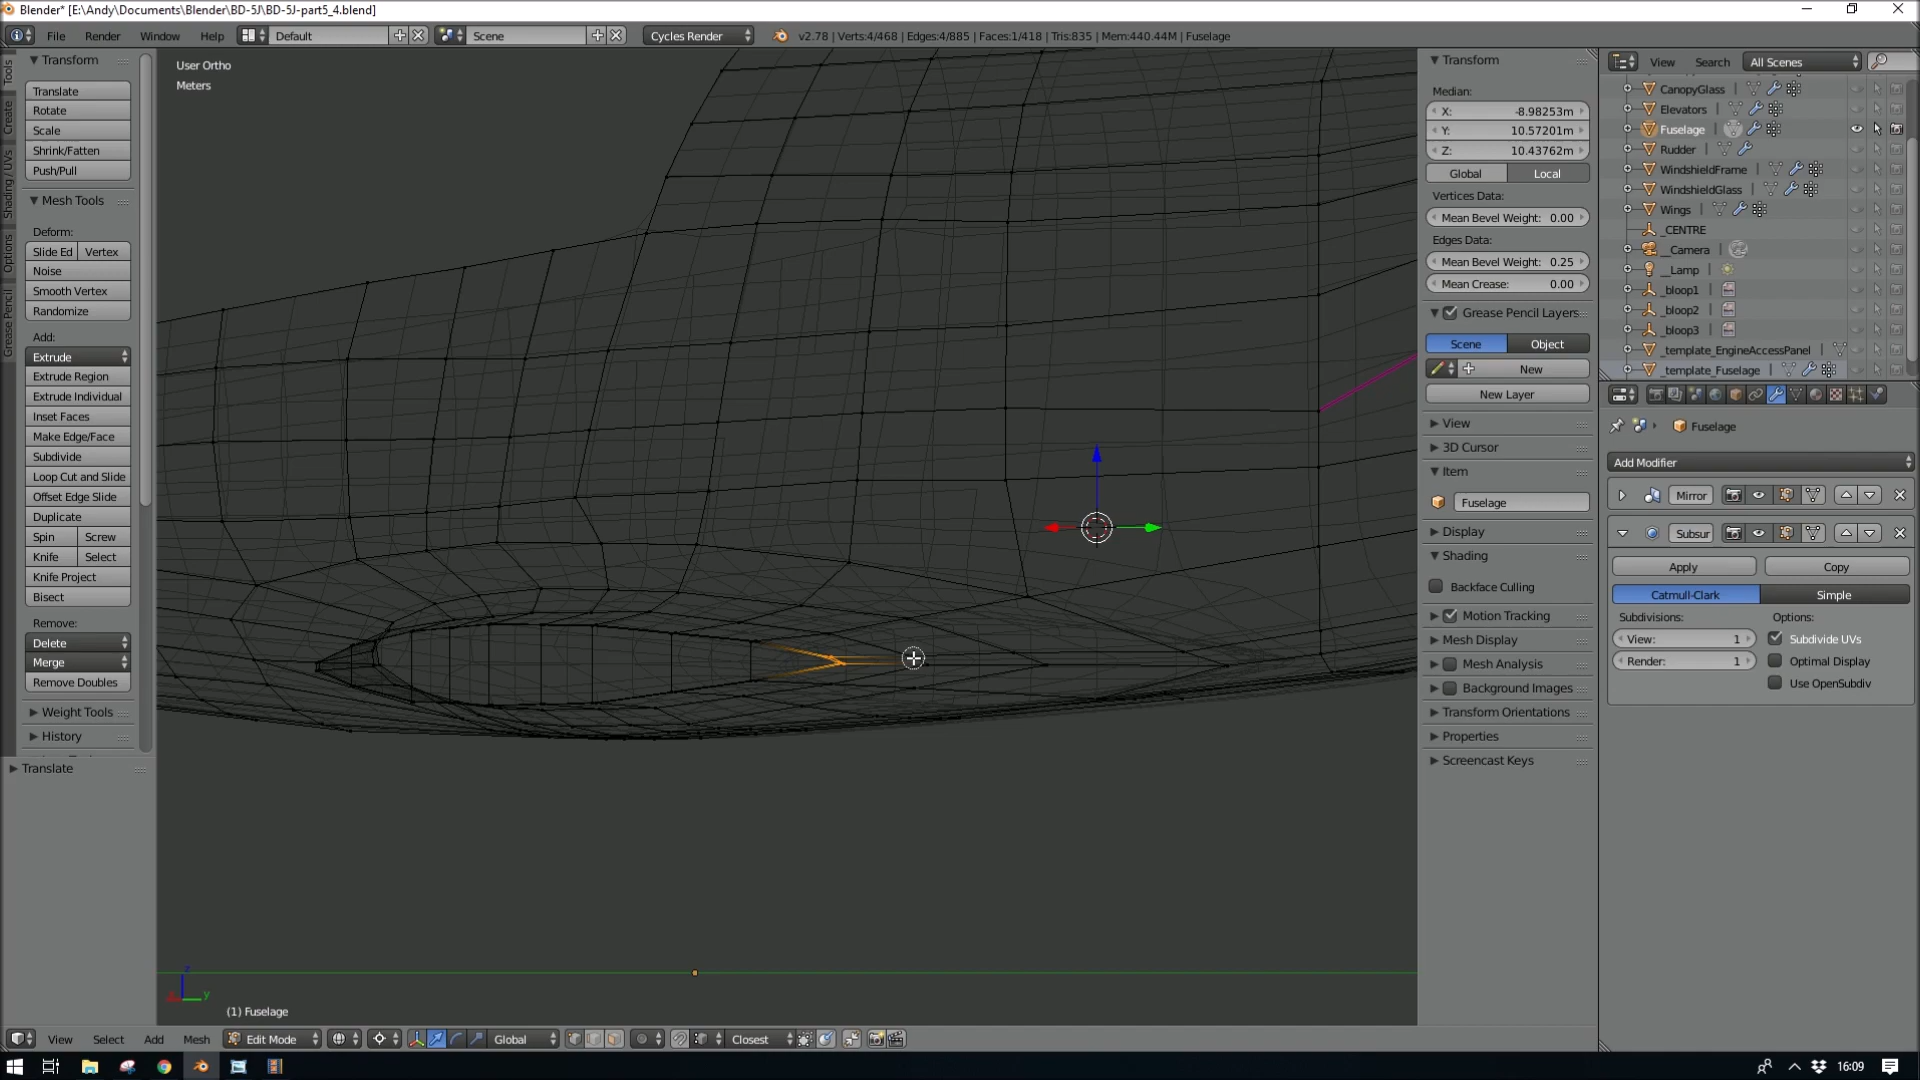 Blender* [E:\Andy\Documents\Blender\BD-5J\BD-5J-part5_4.blend]
File Render Window Help Default Scene Cycles Render v2.78 | Verts:4/468 | Edges:4/885 | Faces:1/418 | Tris:835 | Mem:440.44M | Fuselage
Tools
Create
Shading / UVs
Options
Grease Pencil
Transform
Translate
Rotate
Scale
Shrink/Fatten
Push/Pull
Mesh Tools
Deform:
Slide Ed Vertex
Noise
Smooth Vertex
Randomize
Add:
Extrude
Extrude Region
Extrude Individual
Inset Faces
Make Edge/Face
Subdivide
Loop Cut and Slide
Offset Edge Slide
Duplicate
Spin Screw
Knife Select
Knife Project
Bisect
Remove:
Delete
Merge
Remove Doubles
Weight Tools
History
Translate
User Ortho
Meters
z
y
(1) Fuselage
Transform
Median:
X: -8.98253m
Y: 10.57201m
Z: 10.43762m
Global Local
Vertices Data:
Mean Bevel Weight: 0.00
Edges Data:
Mean Bevel Weight: 0.25
Mean Crease: 0.00
Grease Pencil Layers
Scene Object
New
New Layer
View
3D Cursor
Item
Fuselage
Display
Shading
Backface Culling
Motion Tracking
Mesh Display
Mesh Analysis
Background Images
Transform Orientations
Properties
Screencast Keys
View Search All Scenes
CanopyGlass
Elevators
Fuselage
Rudder
WindshieldFrame
WindshieldGlass
Wings
_CENTRE
__Camera
__Lamp
_bloop1
_bloop2
_bloop3
_template_EngineAccessPanel
_template_Fuselage
Fuselage
Add Modifier
Mirror
Subsur
Apply Copy
Catmull-Clark Simple
Subdivisions: Options:
View: 1 Subdivide UVs
Render: 1 Optimal Display
Use OpenSubdiv
View Select Add Mesh Edit Mode Global Closest
16:09